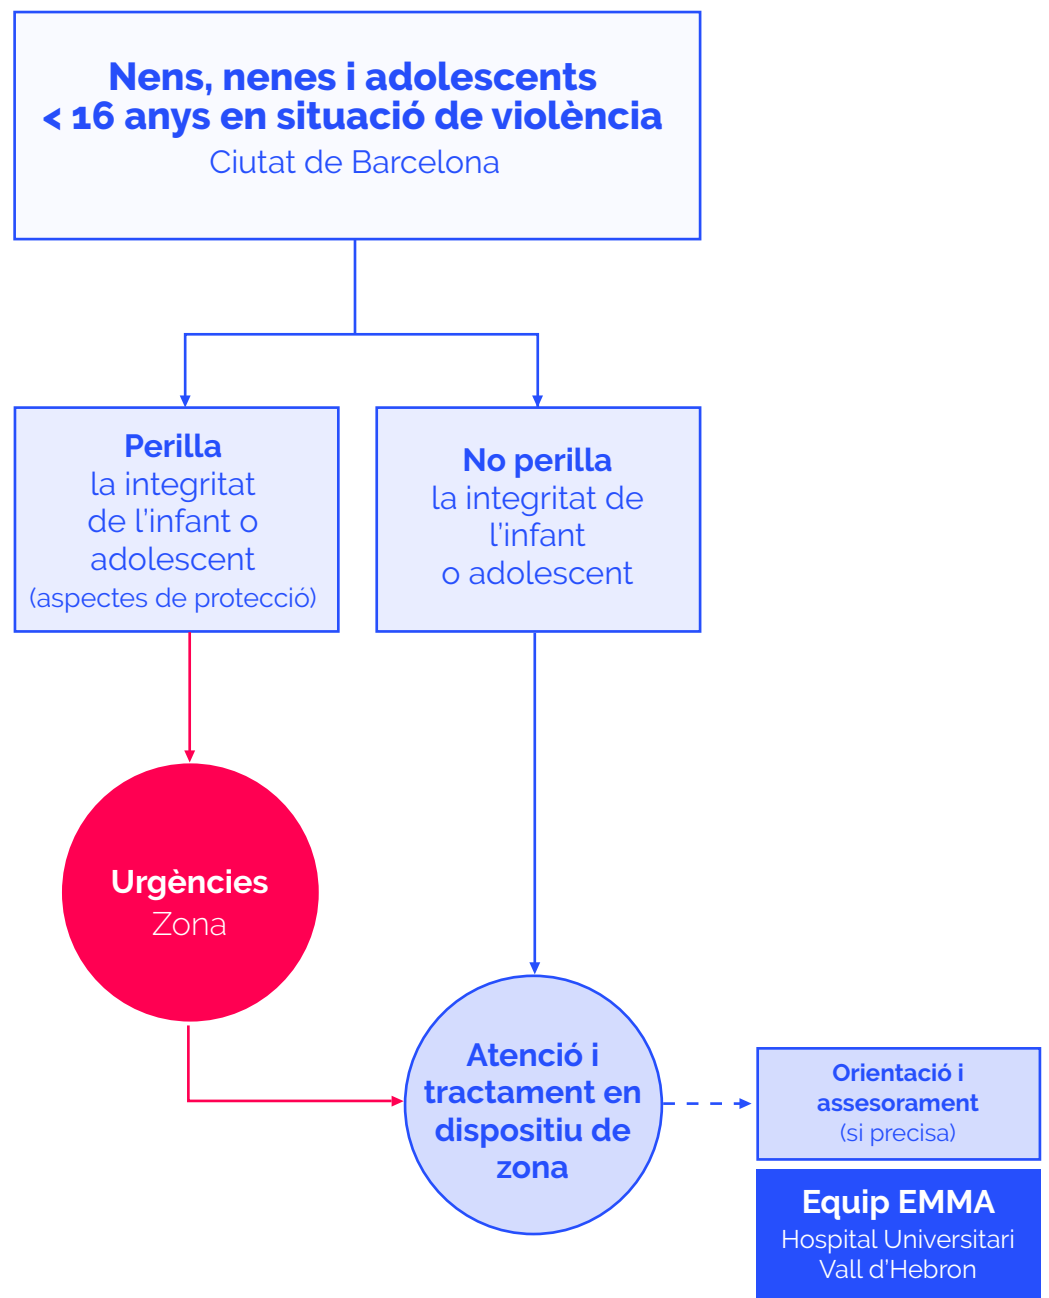 Nens, nenes i adolescents
< 16 anys en situació de violència
Ciutat de Barcelona
Perilla
la integritat
de l'infant o
adolescent
(aspectes de protecció)
No perilla
la integritat de
l'infant
o adolescent
Urgències
Zona
Atenció i
tractament en
dispositiu de
zona
Orientació i
assesorament
(si precisa)
Equip EMMA
Hospital Universitari
Vall d'Hebron